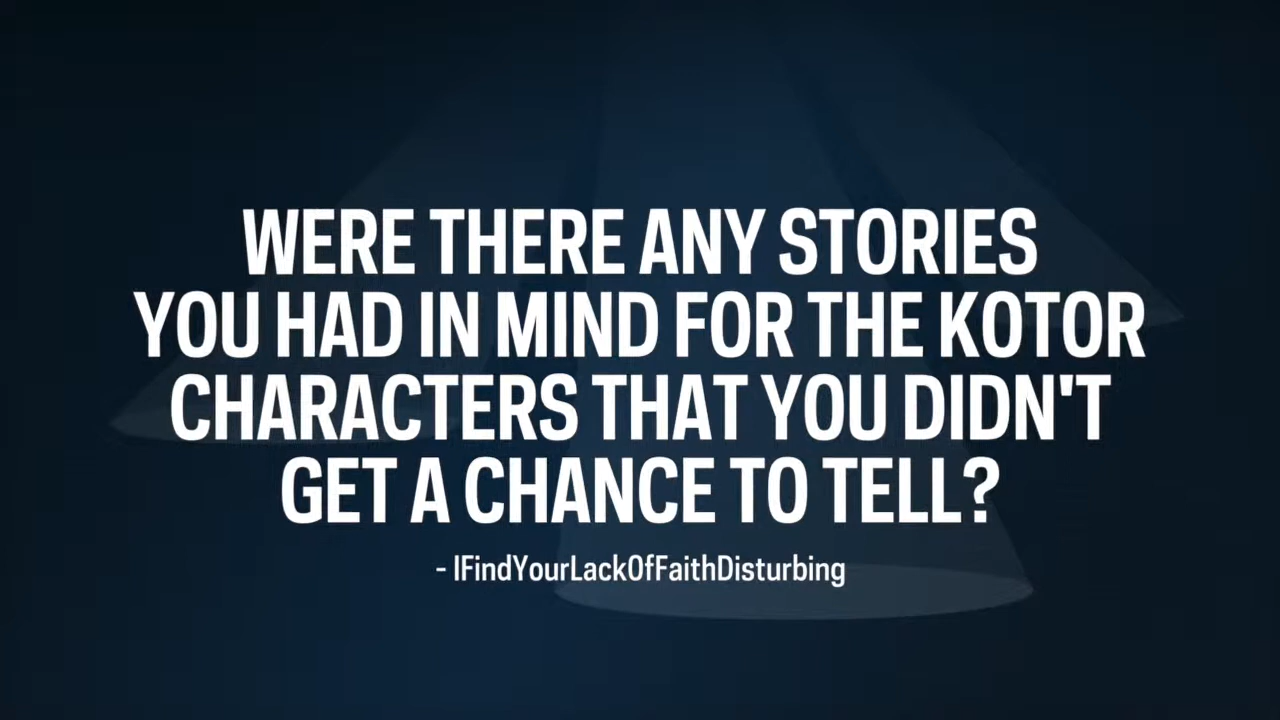 WERE THERE ANY STORIES
YOU HAD IN MIND FOR THE KOTOR
CHARACTERS THAT YOU DIDN'T
GET A CHANCE TO TELL?
- IFindYourLackOfFaithDisturbing